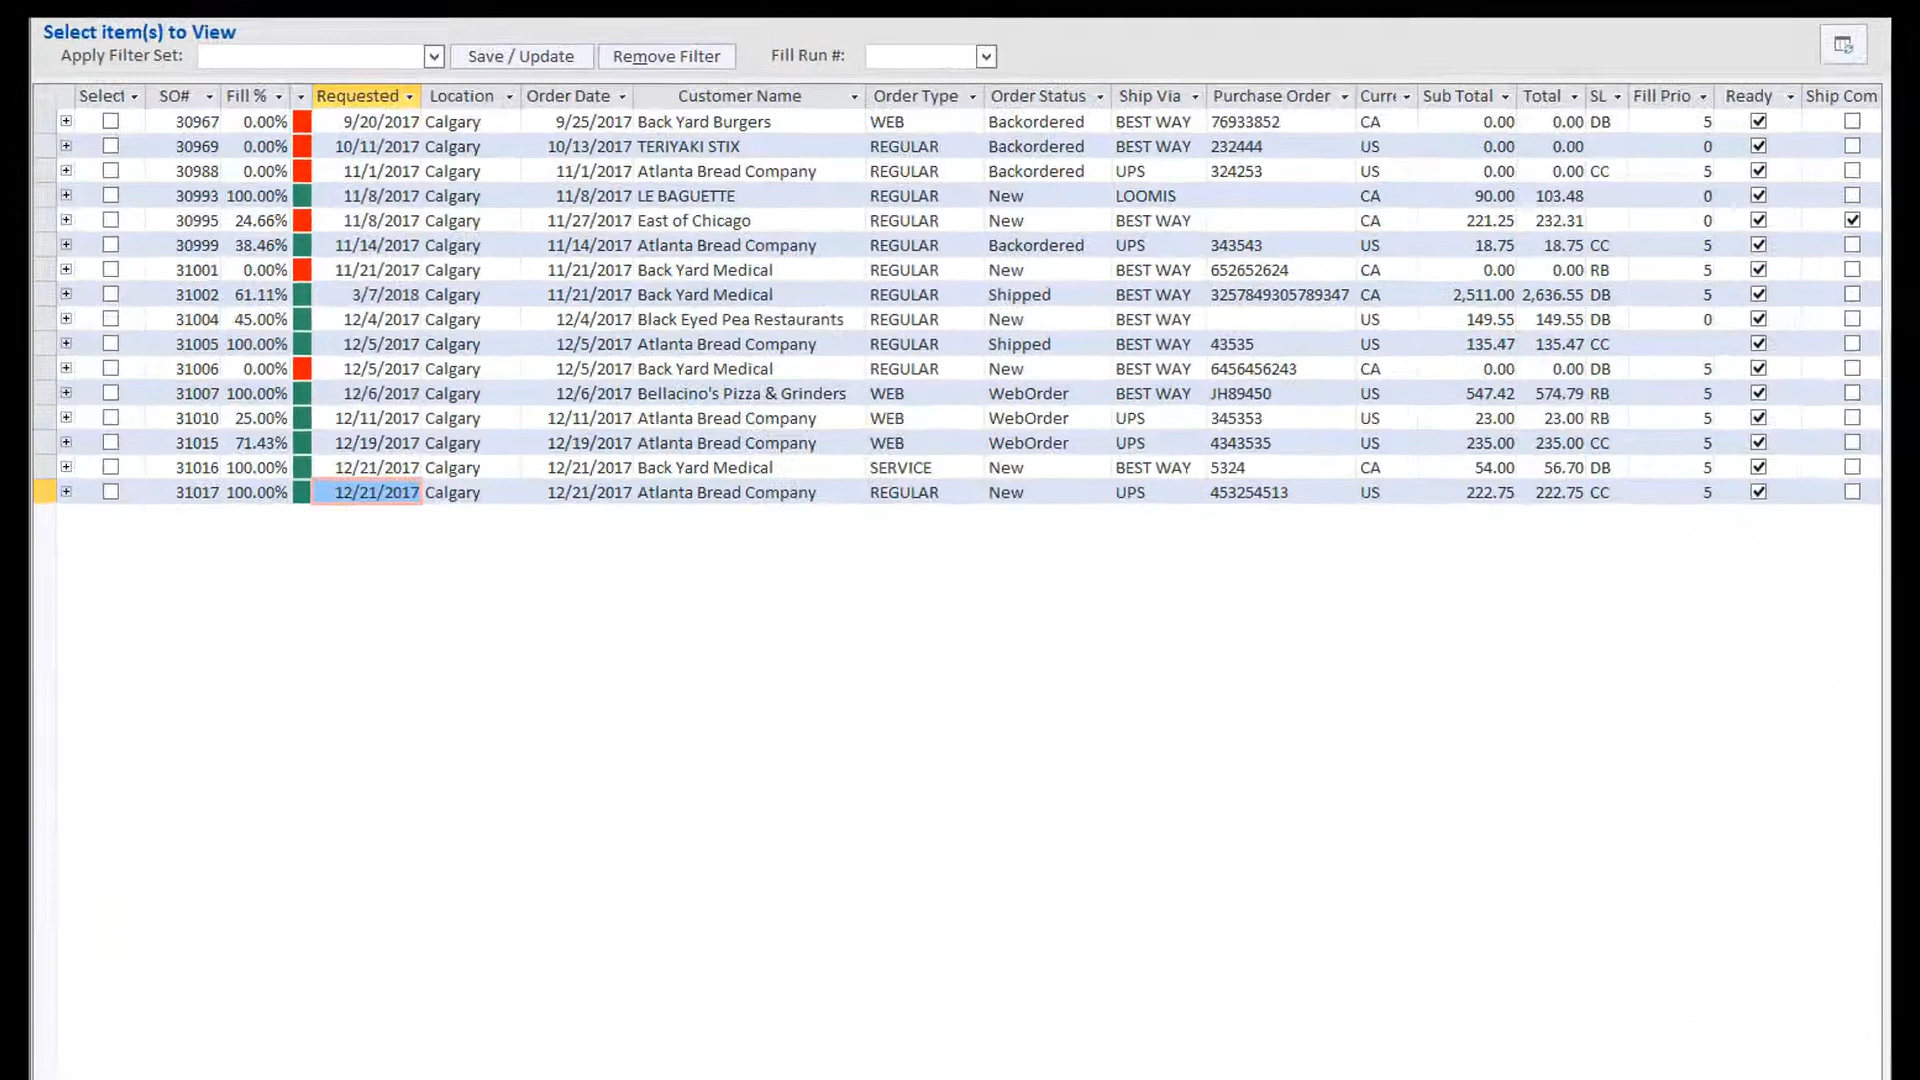 Select item(s) to View
Apply Filter Set: Save / Update Remove Filter Fill Run #:
Select SO# Fill % Requested Location Order Date Customer Name Order Type Order Status Ship Via Purchase Order Curre Sub Total Total SL Fill Prio Ready Ship Com
30967 0.00% 9/20/2017 Calgary 9/25/2017 Back Yard Burgers WEB Backordered BEST WAY 76933852 CA 0.00 0.00 DB 5
30969 0.00% 10/11/2017 Calgary 10/13/2017 TERIYAKI STIX REGULAR Backordered BEST WAY 232444 US 0.00 0.00 0
30988 0.00% 11/1/2017 Calgary 11/1/2017 Atlanta Bread Company REGULAR Backordered UPS 324253 US 0.00 0.00 CC 5
30993 100.00% 11/8/2017 Calgary 11/8/2017 LE BAGUETTE REGULAR New LOOMIS CA 90.00 103.48 0
30995 24.66% 11/8/2017 Calgary 11/27/2017 East of Chicago REGULAR New BEST WAY CA 221.25 232.31 0
30999 38.46% 11/14/2017 Calgary 11/14/2017 Atlanta Bread Company REGULAR Backordered UPS 343543 US 18.75 18.75 CC 5
31001 0.00% 11/21/2017 Calgary 11/21/2017 Back Yard Medical REGULAR New BEST WAY 652652624 CA 0.00 0.00 RB 5
31002 61.11% 3/7/2018 Calgary 11/21/2017 Back Yard Medical REGULAR Shipped BEST WAY 3257849305789347 CA 2,511.00 2,636.55 DB 5
31004 45.00% 12/4/2017 Calgary 12/4/2017 Black Eyed Pea Restaurants REGULAR New BEST WAY US 149.55 149.55 DB 0
31005 100.00% 12/5/2017 Calgary 12/5/2017 Atlanta Bread Company REGULAR Shipped BEST WAY 43535 US 135.47 135.47 CC
31006 0.00% 12/5/2017 Calgary 12/5/2017 Back Yard Medical REGULAR New BEST WAY 6456456243 CA 0.00 0.00 DB 5
31007 100.00% 12/6/2017 Calgary 12/6/2017 Bellacino's Pizza & Grinders WEB WebOrder BEST WAY JH89450 US 547.42 574.79 RB 5
31010 25.00% 12/11/2017 Calgary 12/11/2017 Atlanta Bread Company WEB WebOrder UPS 345353 US 23.00 23.00 RB 5
31015 71.43% 12/19/2017 Calgary 12/19/2017 Atlanta Bread Company WEB WebOrder UPS 4343535 US 235.00 235.00 CC 5
31016 100.00% 12/21/2017 Calgary 12/21/2017 Back Yard Medical SERVICE New BEST WAY 5324 CA 54.00 56.70 DB 5
31017 100.00% 12/21/2017 Calgary 12/21/2017 Atlanta Bread Company REGULAR New UPS 453254513 US 222.75 222.75 CC 5